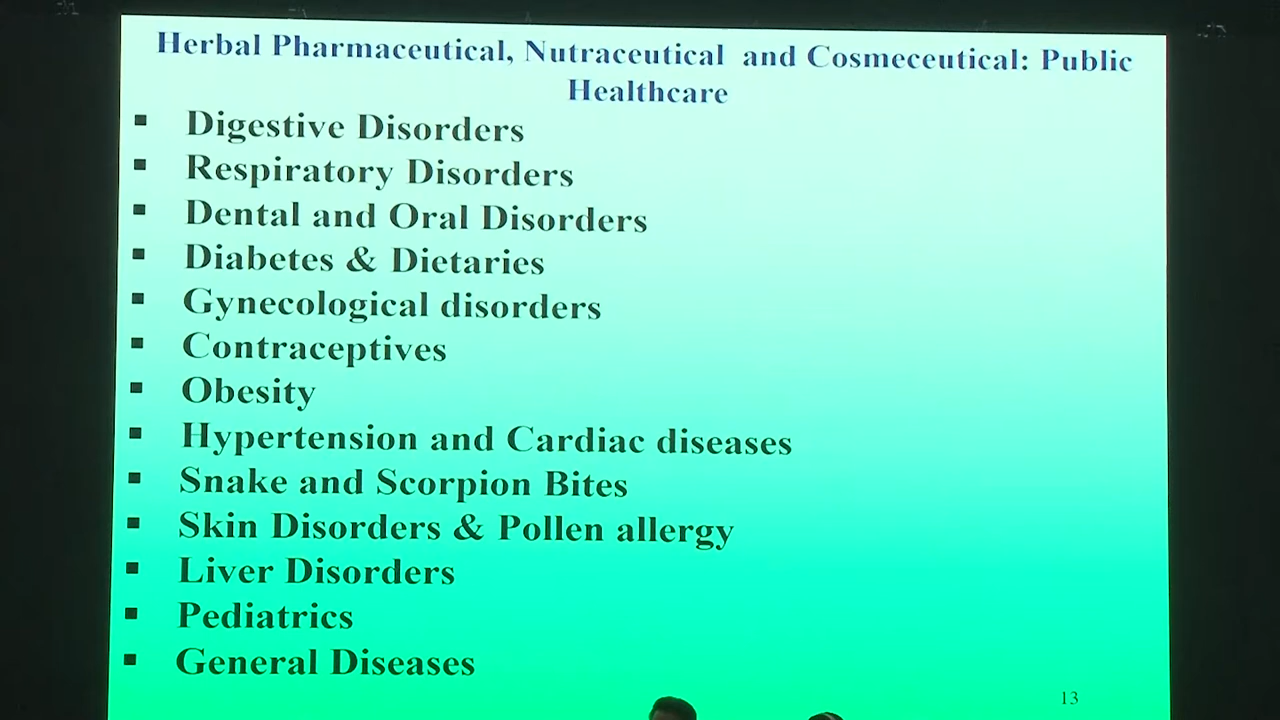 Herbal Pharmaceutical, Nutraceutical and Cosmeceutical: Public
Healthcare
▪ Digestive Disorders
▪ Respiratory Disorders
▪ Dental and Oral Disorders
▪ Diabetes & Dietaries
▪ Gynecological disorders
▪ Contraceptives
▪ Obesity
▪ Hypertension and Cardiac diseases
▪ Snake and Scorpion Bites
▪ Skin Disorders & Pollen allergy
▪ Liver Disorders
▪ Pediatrics
▪ General Diseases
13